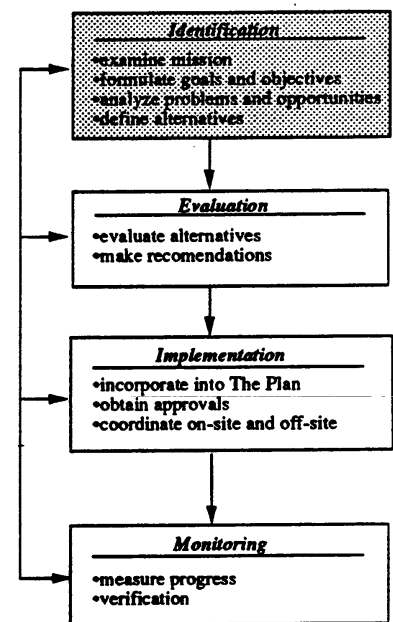 Identification
•examine mission
•formulate goals and objectives
•analyze problems and opportunities
•define alternatives
Evaluation
•evaluate alternatives
•make recomendations
Implementation
•incorporate into The Plan
•obtain approvals
•coordinate on-site and off-site
Monitoring
•measure progress
•verification